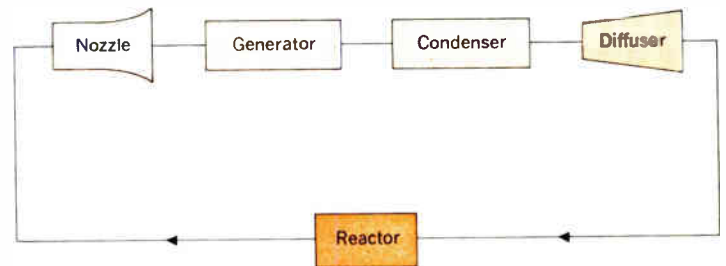 Nozzle
Generator
Condenser
Diffuser
Reactor